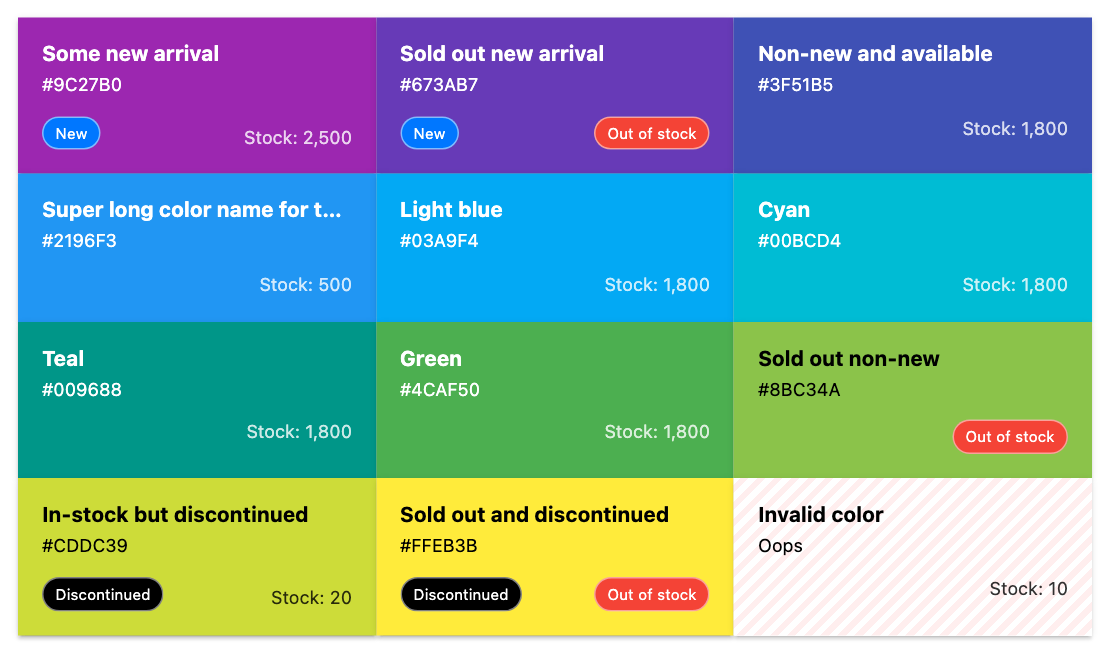 Some new arrival
#9C27B0
New
Stock: 2,500
Sold out new arrival
#673AB7
New
Out of stock
Non-new and available
#3F51B5
Stock: 1,800
Super long color name for t...
#2196F3
Stock: 500
Light blue
#03A9F4
Stock: 1,800
Cyan
#00BCD4
Stock: 1,800
Teal
#009688
Stock: 1,800
Green
#4CAF50
Stock: 1,800
Sold out non-new
#8BC34A
Out of stock
In-stock but discontinued
#CDDC39
Discontinued
Stock: 20
Sold out and discontinued
#FFEB3B
Discontinued
Out of stock
Invalid color
Oops
Stock: 10